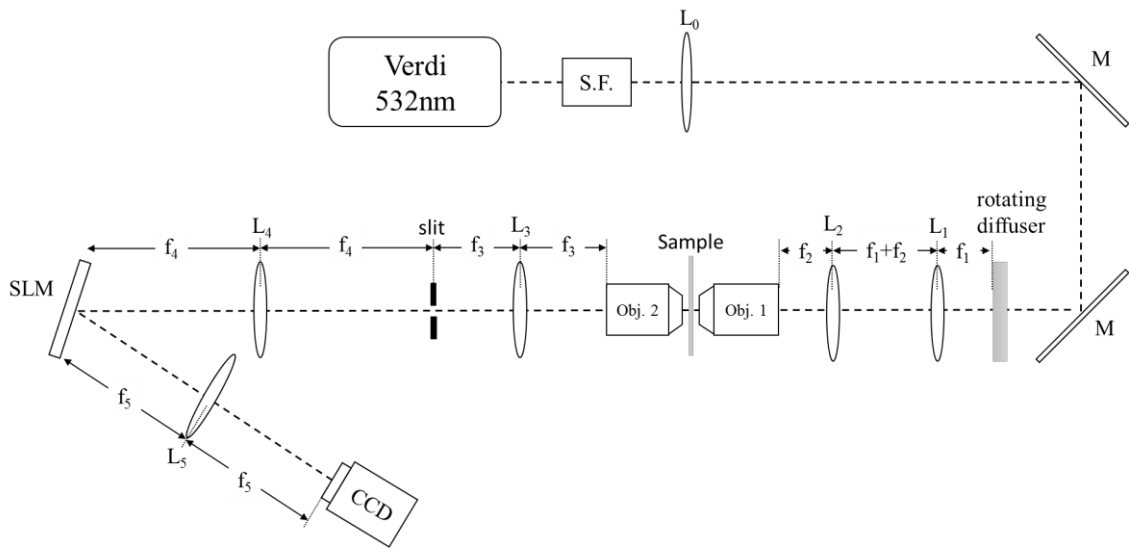 Verdi
532nm
S.F.
L₀
M
rotating
diffuser
L₄
slit
L₃
Sample
L₂
L₁
f₄
f₄
f₃
f₃
f₂
f₁+f₂
f₁
SLM
Obj. 2
Obj. 1
M
f₅
L₅
f₅
CCD